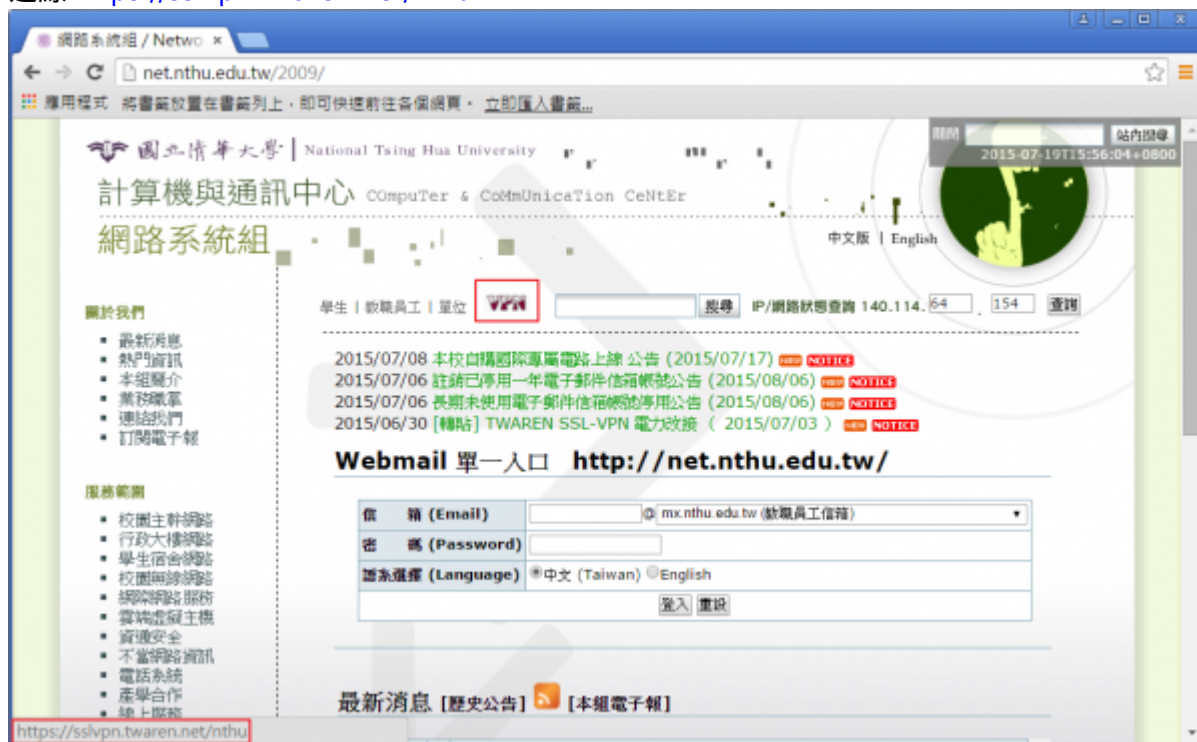 網路系統組 / Netwo
net.nthu.edu.tw/2009/
應用程式 將書籤放置在書籤列上,即可快速前往各個網頁。 立即匯入書籤...
國立清華大學 National Tsing Hua University
關閉 站內搜尋
2015-07-19T15:56:04+0800
計算機與通訊中心 COmpuTer & CoMmUnicaTion CeNtEr
網路系統組
中文版 | English
學生 | 教職員工 | 單位 VPN 搜尋 IP/網路狀態查詢 140.114. 64 . 154 查詢
關於我們
最新消息
熱門資訊
本組簡介
業務職掌
連絡我們
訂閱電子報
服務範圍
校園主幹網路
行政大樓網路
學生宿舍網路
校園無線網路
網際網路服務
雲端虛擬主機
資通安全
不當網路資訊
電話系統
產學合作
線上服務
2015/07/08 本校自購國際專屬電路上線 公告 (2015/07/17) NEW NOTICE
2015/07/06 註銷已停用一年電子郵件信箱帳號公告 (2015/08/06) NEW NOTICE
2015/07/06 長期未使用電子郵件信箱帳號停用公告 (2015/08/06) NEW NOTICE
2015/06/30 [轉貼] TWAREN SSL-VPN 電力改接 ( 2015/07/03 ) NEW NOTICE
Webmail 單一入口 http://net.nthu.edu.tw/
信 箱 (Email) @ mx.nthu.edu.tw (教職員工信箱)
密 碼 (Password)
語系選擇 (Language) 中文 (Taiwan) English
登入 重設
最新消息 [歷史公告] [本組電子報]
https://sslvpn.twaren.net/nthu